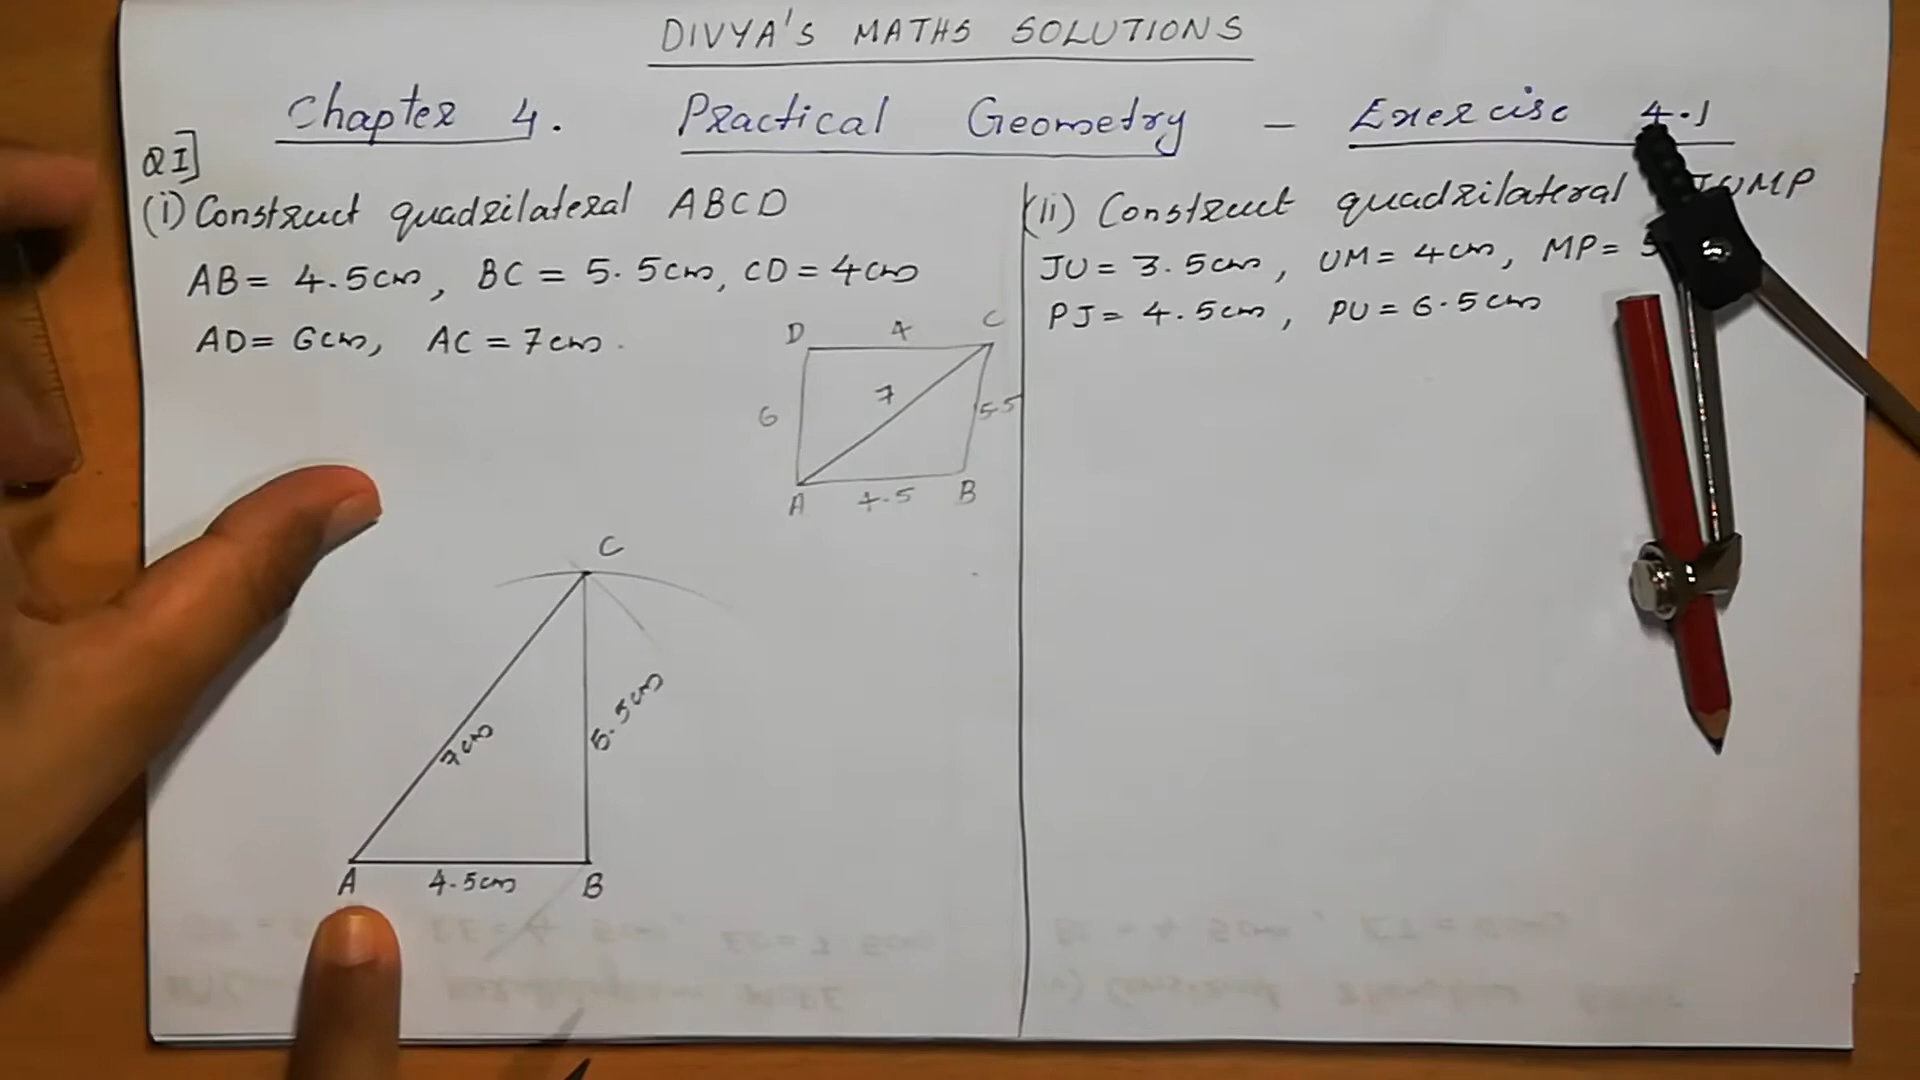 DIVYA'S MATHS SOLUTIONS
Chapter 4. Practical Geometry - Exercise 4.1
Q I]
(i) Construct quadrilateral ABCD
AB = 4.5cm, BC = 5.5cm, CD = 4cm
AD = 6cm, AC = 7cm.
D 4 C
7
6
5.5
A 4.5 B
C
7cm
5.5cm
A 4.5cm B
(ii) Construct quadrilateral JUMP
JU = 3.5cm, UM = 4cm, MP = 5
PJ = 4.5cm, PU = 6.5cm